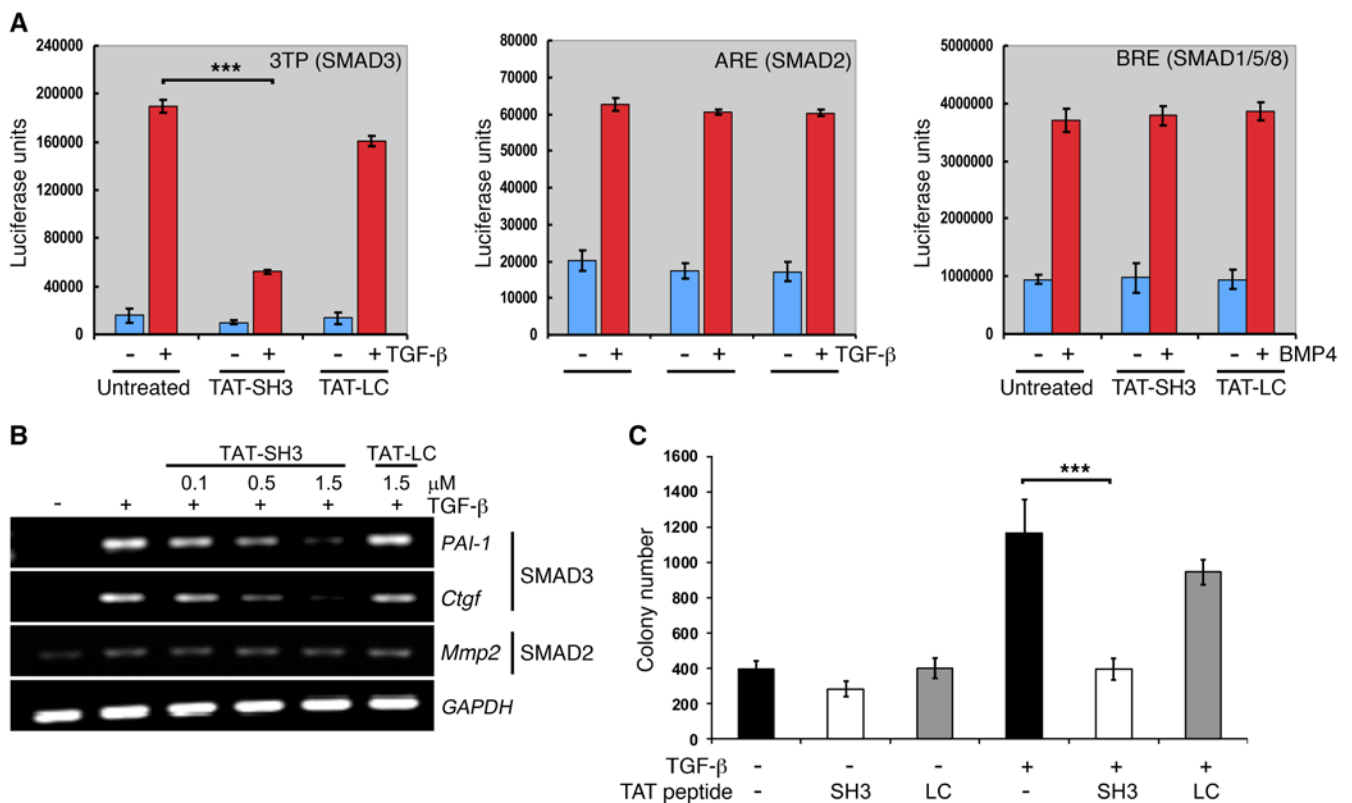 A
3TP (SMAD3)
***
Luciferase units
240000
200000
160000
120000
80000
40000
0
- + - + - + TGF-β
Untreated TAT-SH3 TAT-LC
ARE (SMAD2)
Luciferase units
80000
70000
60000
50000
40000
30000
20000
10000
0
- + - + - + TGF-β
BRE (SMAD1/5/8)
Luciferase units
5000000
4000000
3000000
2000000
1000000
0
- + - + - + BMP4
Untreated TAT-SH3 TAT-LC
B
TAT-SH3 TAT-LC
0.1 0.5 1.5 1.5 μM
- + + + + + TGF-β
PAI-1
Ctgf
SMAD3
Mmp2 SMAD2
GAPDH
C
***
Colony number
1600
1400
1200
1000
800
600
400
200
0
TGF-β - - - + + +
TAT peptide - SH3 LC - SH3 LC